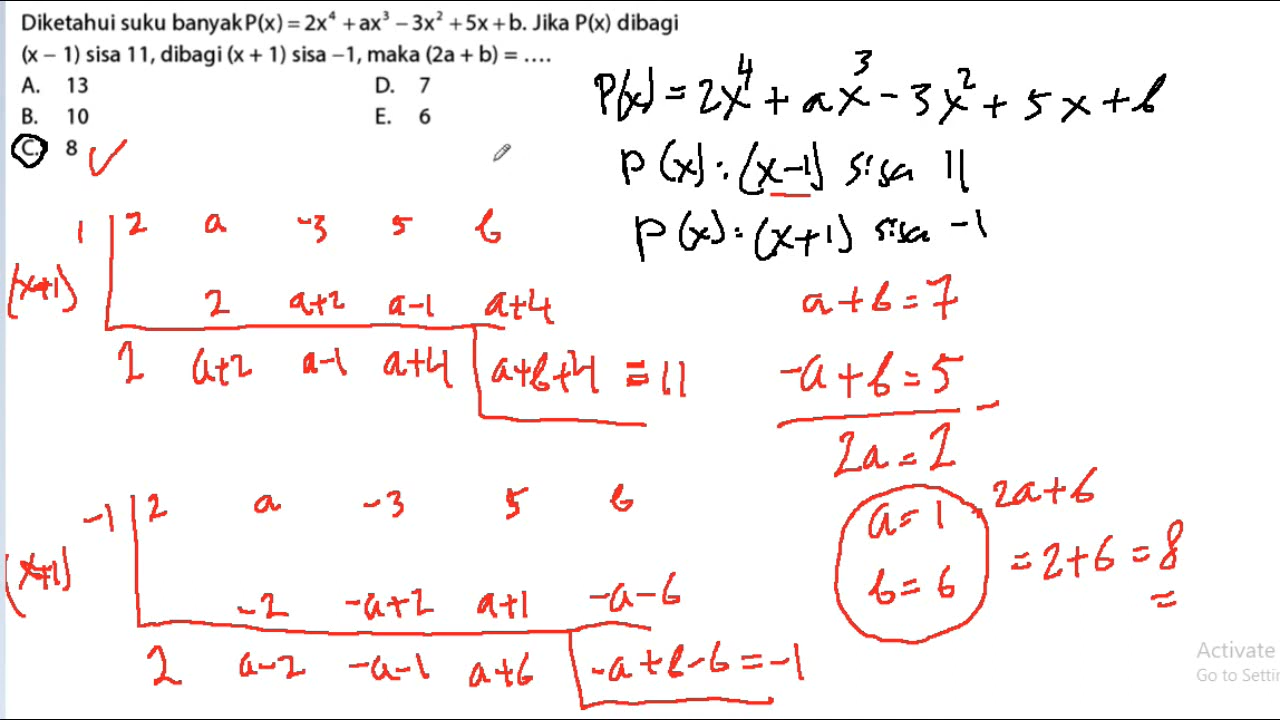 Diketahui suku banyak P(x) = 2x⁴ + ax³ – 3x² + 5x + b. Jika P(x) dibagi
(x – 1) sisa 11, dibagi (x + 1) sisa –1, maka (2a + b) = ….
A. 13 D. 7
B. 10 E. 6
C. 8 ✓
P(x) = 2x⁴ + ax³ – 3x² + 5x + b
P(x) : (x–1) sisa 11
P(x) : (x+1) sisa –1
1 2 a –3 5 b
(x+1) 2 a+2 a–1 a+4
2 a+2 a–1 a+4 a+b+4 = 11
–1 2 a –3 5 b
(x+1) –2 –a+2 a+1 –a–6
2 a–2 –a–1 a+6 –a+b–6 = –1
a+b = 7
–a+b = 5 –
2a = 2
a = 1
b = 6
2a+b
= 2+6 = 8
Activate
Go to Settin